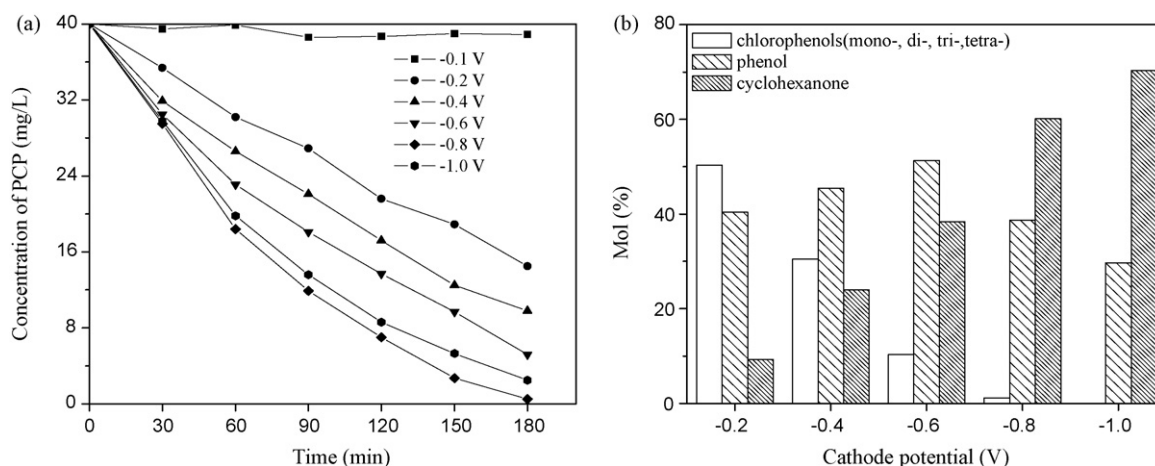 (a)
Concentration of PCP (mg/L)
40
32
24
16
8
0
-0.1 V
-0.2 V
-0.4 V
-0.6 V
-0.8 V
-1.0 V
0 30 60 90 120 150 180
Time (min)
(b)
Mol (%)
80
60
40
20
0
chlorophenols(mono-, di-, tri-,tetra-)
phenol
cyclohexanone
-0.2 -0.4 -0.6 -0.8 -1.0
Cathode potential (V)